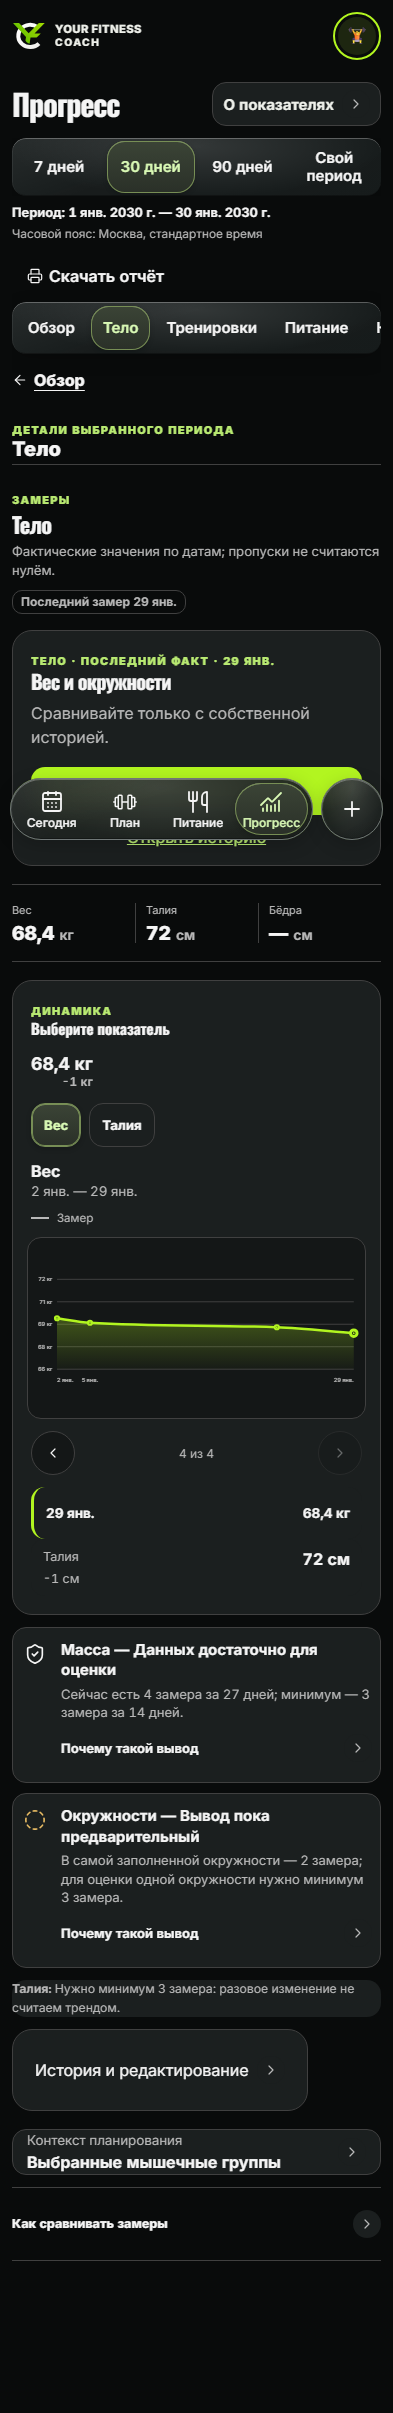 YOUR FITNESS
COACH
Прогресс
О показателях
7 дней
30 дней
90 дней
Свой период
Период: 1 янв. 2030 г. — 30 янв. 2030 г.
Часовой пояс: Москва, стандартное время
Скачать отчёт
Обзор
Тело
Тренировки
Питание
Обзор
ДЕТАЛИ ВЫБРАННОГО ПЕРИОДА
Тело
ЗАМЕРЫ
Тело
Фактические значения по датам; пропуски не считаются
нулём.
Последний замер 29 янв.
ТЕЛО · ПОСЛЕДНИЙ ФАКТ · 29 ЯНВ.
Вес и окружности
Сравнивайте только с собственной
историей.
Сегодня
План
Питание
Прогресс
Открыть историю
Вес
68,4 кг
Талия
72 см
Бёдра
— см
ДИНАМИКА
Выберите показатель
68,4 кг
-1 кг
Вес
Талия
Вес
2 янв. — 29 янв.
Замер
72 кг
71 кг
69 кг
68 кг
66 кг
2 янв.
5 янв.
29 янв.
4 из 4
29 янв.
68,4 кг
Талия
72 см
-1 см
Масса — Данных достаточно для
оценки
Сейчас есть 4 замера за 27 дней; минимум — 3
замера за 14 дней.
Почему такой вывод
Окружности — Вывод пока
предварительный
В самой заполненной окружности — 2 замера;
для оценки одной окружности нужно минимум
3 замера.
Почему такой вывод
Талия: Нужно минимум 3 замера: разовое изменение не
считаем трендом.
История и редактирование
Контекст планирования
Выбранные мышечные группы
Как сравнивать замеры